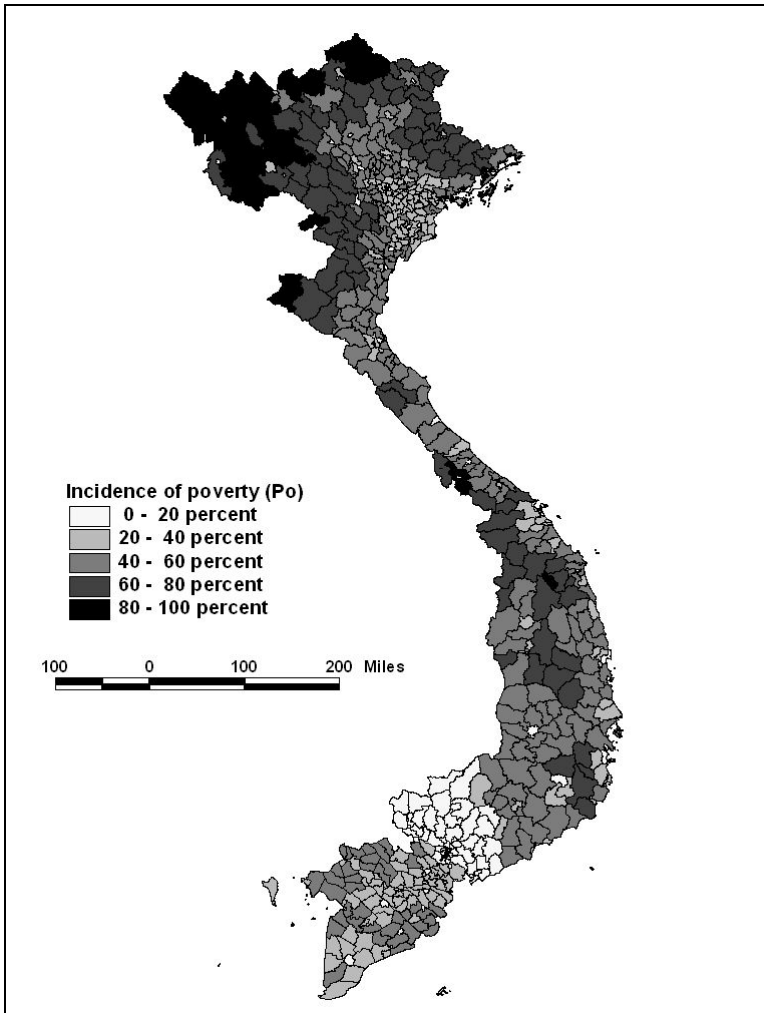 Incidence of poverty (Po)
0 - 20 percent
20 - 40 percent
40 - 60 percent
60 - 80 percent
80 - 100 percent
100 0 100 200 Miles